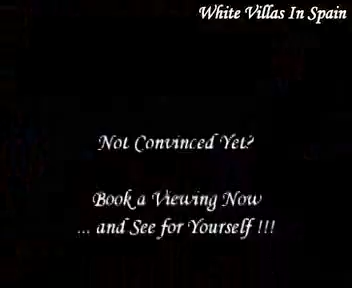 White Villas In Spain
Not Convinced Yet?
Book a Viewing Now
... and See for Yourself !!!